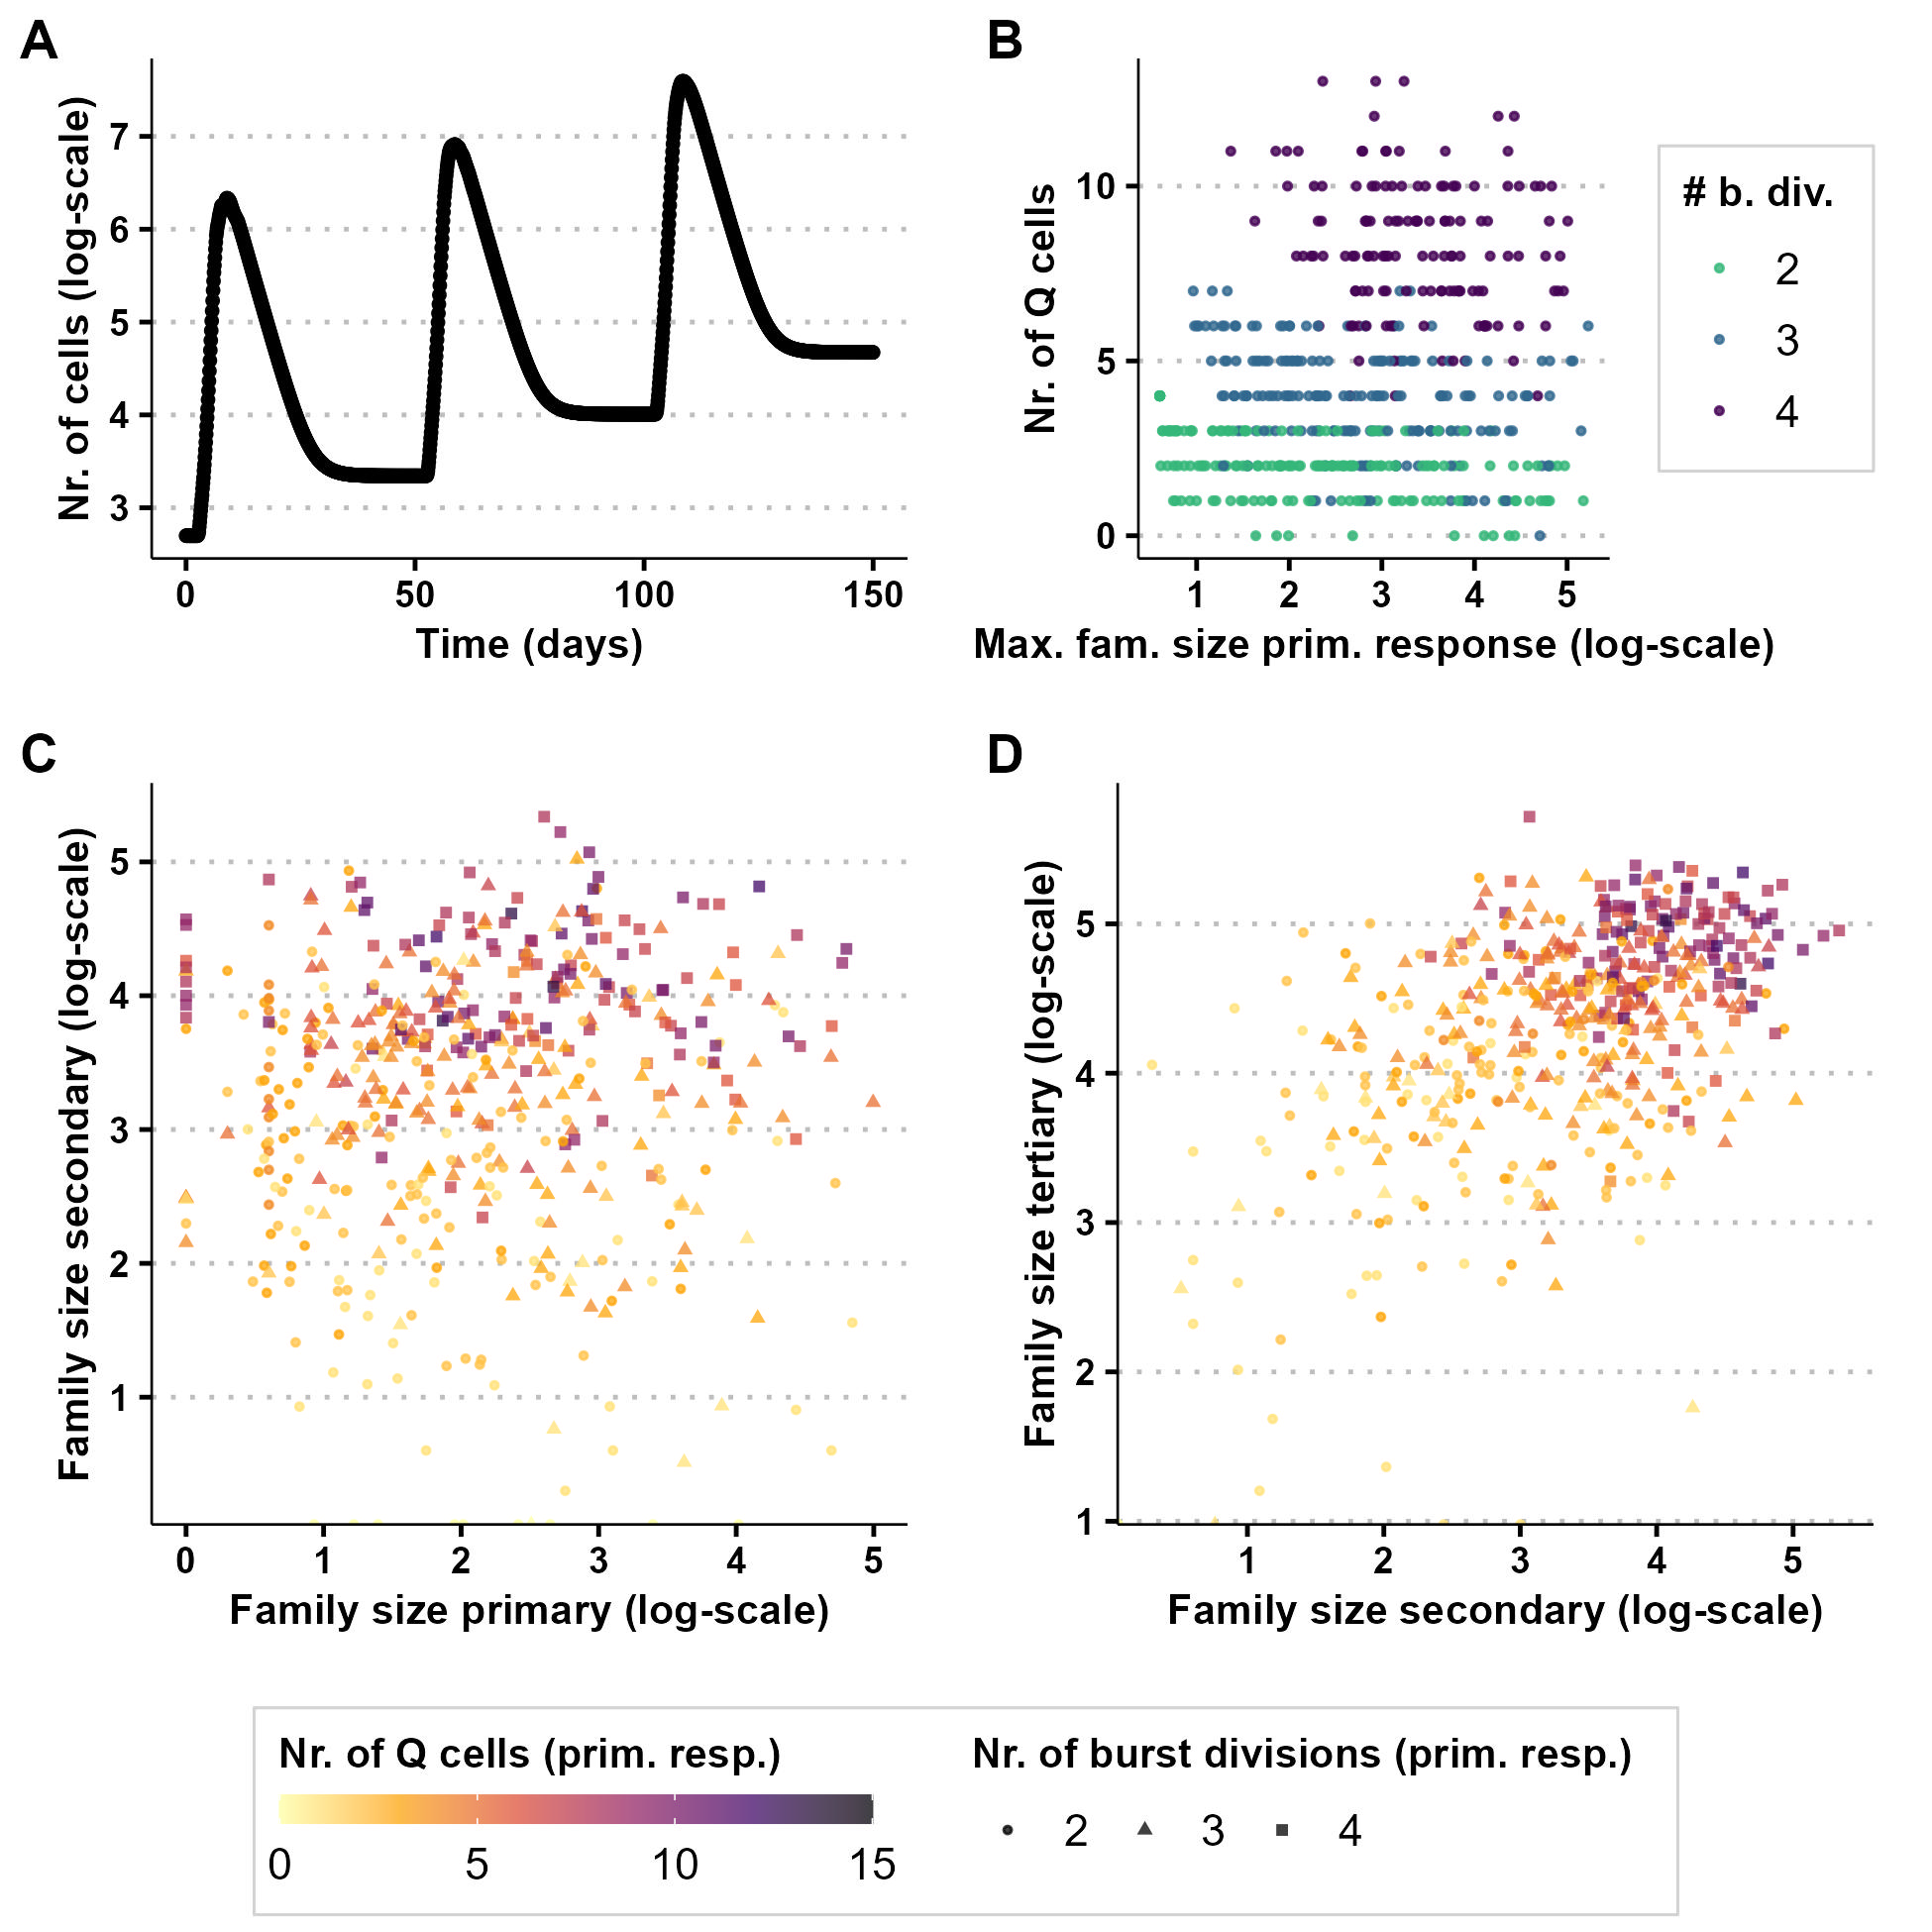 A
Nr. of cells (log-scale)
7
6
5
4
3
0 50 100 150
Time (days)
B
Nr. of Q cells
10
5
0
1 2 3 4 5
Max. fam. size prim. response (log-scale)
# b. div.
2
3
4
C
Family size secondary (log-scale)
5
4
3
2
1
0 1 2 3 4 5
Family size primary (log-scale)
D
Family size tertiary (log-scale)
5
4
3
2
1
1 2 3 4 5
Family size secondary (log-scale)
Nr. of Q cells (prim. resp.)
0 5 10 15
Nr. of burst divisions (prim. resp.)
2 3 4